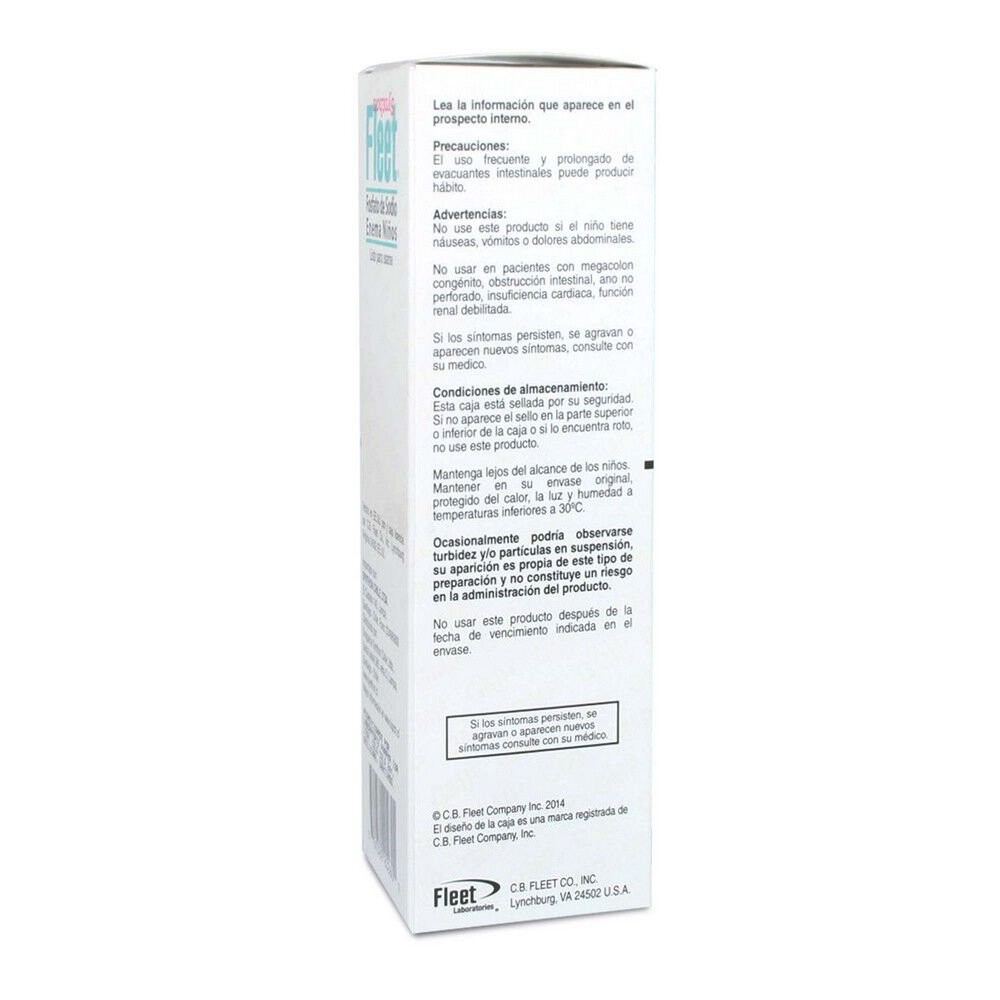 Fleet
Fosfato de Sodio
Enema Niños
Listo para usarse
Lea la información que aparece en el
prospecto interno.
Precauciones:
El uso frecuente y prolongado de
evacuantes intestinales puede producir
hábito.
Advertencias:
No use este producto si el niño tiene
náuseas, vómitos o dolores abdominales.
No usar en pacientes con megacolon
congénito, obstrucción intestinal, ano no
perforado, insuficiencia cardiaca, función
renal debilitada.
Si los síntomas persisten, se agravan o
aparecen nuevos síntomas, consulte con
su medico.
Condiciones de almacenamiento:
Esta caja está sellada por su seguridad.
Si no aparece el sello en la parte superior
o inferior de la caja o si lo encuentra roto,
no use este producto.
Mantenga lejos del alcance de los niños.
Mantener en su envase original,
protegido del calor, la luz y humedad a
temperaturas inferiores a 30ºC.
Ocasionalmente podría observarse
turbidez y/o partículas en suspensión,
su aparición es propia de este tipo de
preparación y no constituye un riesgo
en la administración del producto.
No usar este producto después de la
fecha de vencimiento indicada en el
envase.
Si los síntomas persisten, se
agravan o aparecen nuevos
síntomas consulte con su médico.
© C.B. Fleet Company Inc. 2014
El diseño de la caja es una marca registrada de
C.B. Fleet Company, Inc.
Fleet
Laboratories®
C.B. FLEET CO., INC.
Lynchburg, VA 24502 U.S.A.